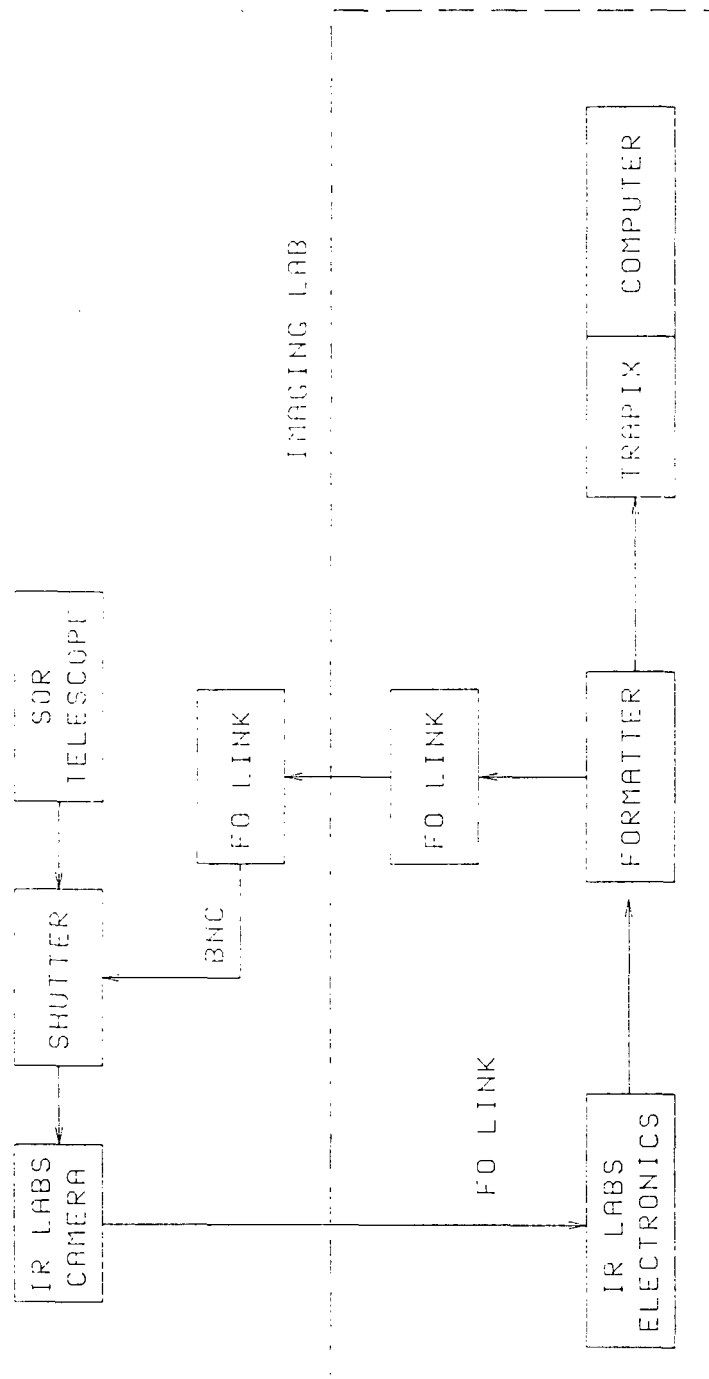 IR LABS
CAMERA
SHUTTER
SOR
TELESCOPE
BNC
FO LINK
IMAGING LAB
FO LINK
FO LINK
IR LABS
ELECTRONICS
FORMATTER
TRAPIX
COMPUTER